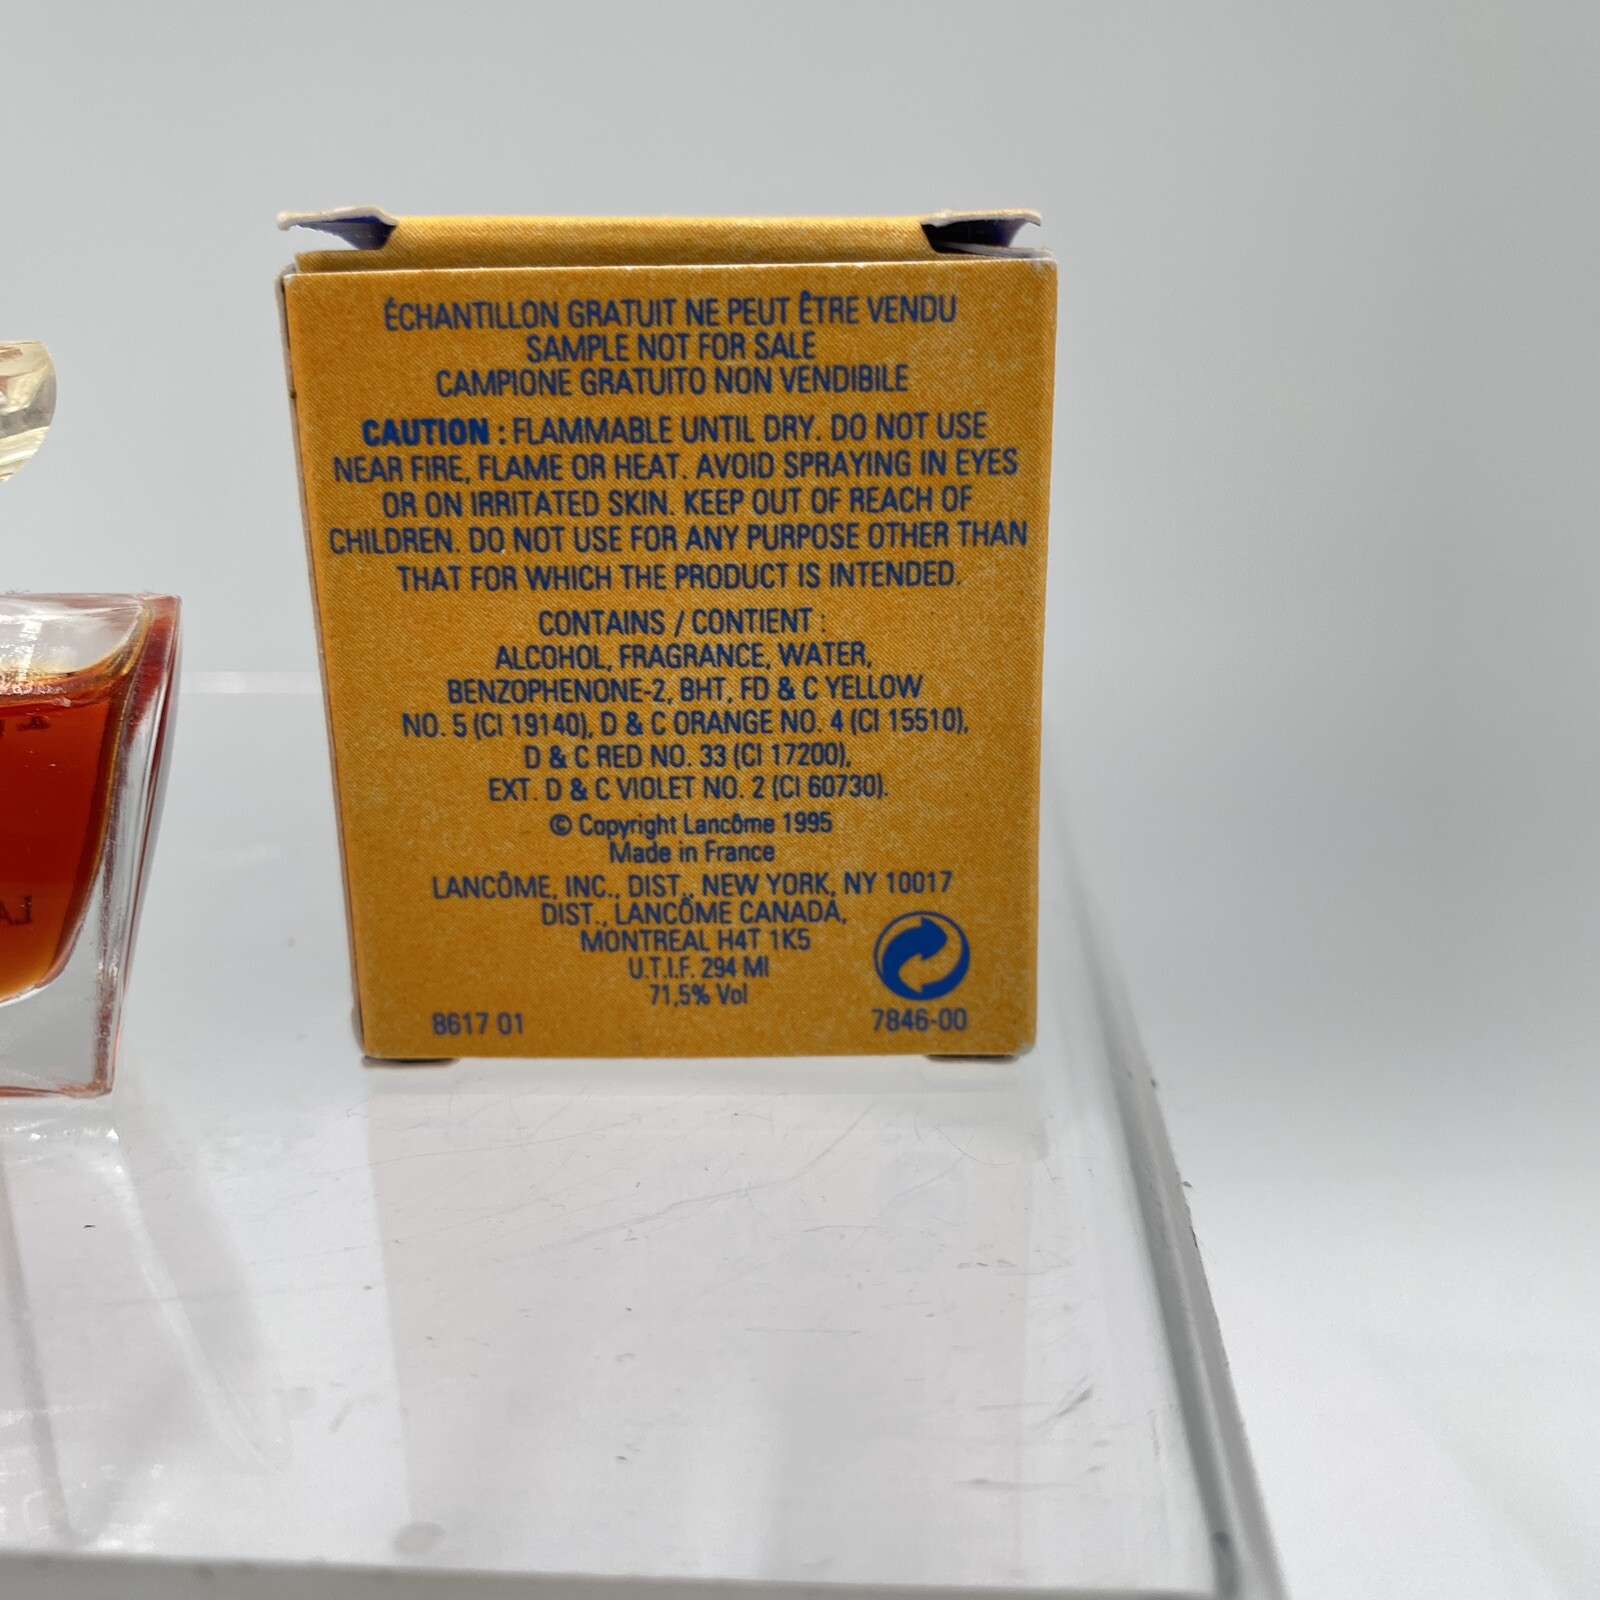 ÉCHANTILLON GRATUIT NE PEUT ÊTRE VENDU
SAMPLE NOT FOR SALE
CAMPIONE GRATUITO NON VENDIBILE
CAUTION : FLAMMABLE UNTIL DRY. DO NOT USE
NEAR FIRE, FLAME OR HEAT. AVOID SPRAYING IN EYES
OR ON IRRITATED SKIN. KEEP OUT OF REACH OF
CHILDREN. DO NOT USE FOR ANY PURPOSE OTHER THAN
THAT FOR WHICH THE PRODUCT IS INTENDED.
CONTAINS / CONTIENT :
ALCOHOL, FRAGRANCE, WATER,
BENZOPHENONE-2, BHT, FD & C YELLOW
NO. 5 (CI 19140), D & C ORANGE NO. 4 (CI 15510),
D & C RED NO. 33 (CI 17200),
EXT. D & C VIOLET NO. 2 (CI 60730).
© Copyright Lancôme 1995
Made in France
LANCÔME, INC., DIST., NEW YORK, NY 10017
DIST., LANCÔME CANADA,
MONTREAL H4T 1K5
U.T.I.F. 294 MI
71,5% Vol
8617 01
7846-00